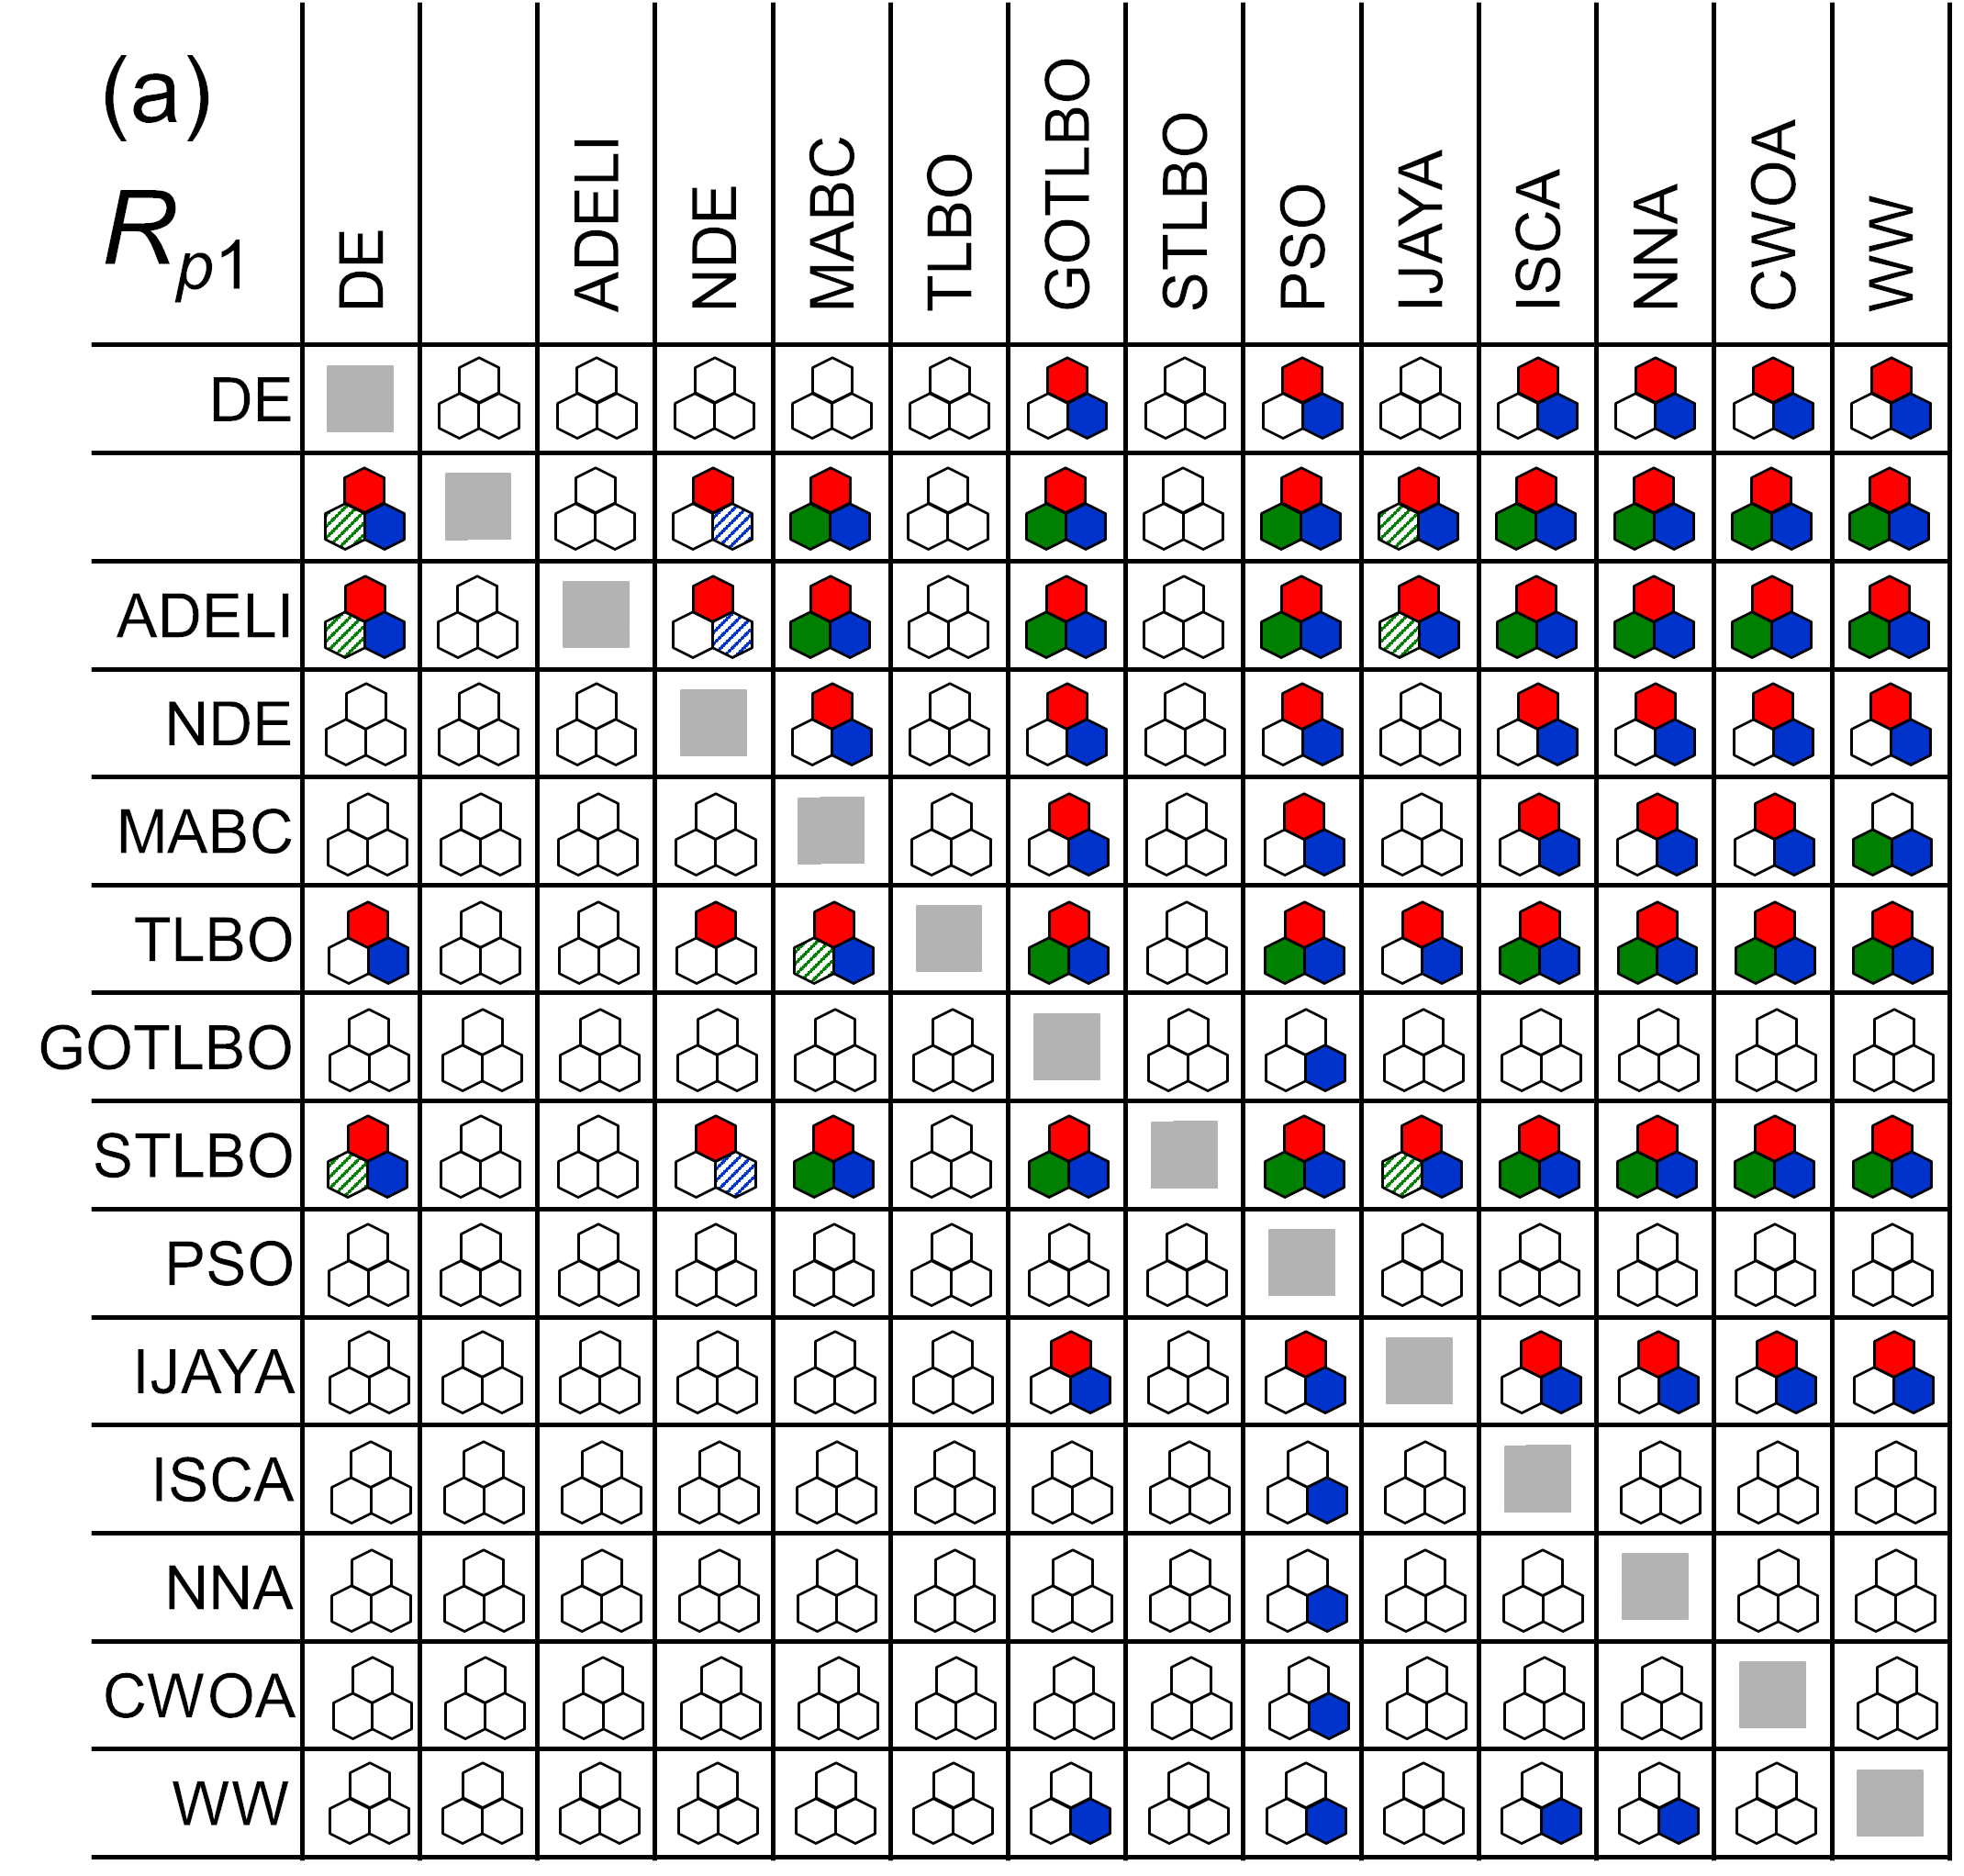 (a)
Rp1
DE
ADELI
NDE
MABC
TLBO
GOTLBO
STLBO
PSO
IJAYA
ISCA
NNA
CWOA
WW
DE
ADELI
NDE
MABC
TLBO
GOTLBO
STLBO
PSO
IJAYA
ISCA
NNA
CWOA
WW